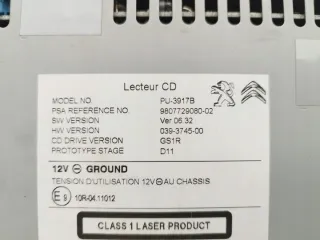 Lecteur CD
MODEL NO. PU-3917B
PSA REFERENCE NO. 9807729080-02
SW VERSION Ver 06.32
HW VERSION 039-3745-00
CD DRIVE VERSION GS1R
PROTOTYPE STAGE D11
12V ⊖ GROUND
TENSION D'UTILISATION 12V ⊖ AU CHASSIS
E9 10R-04.11012
CLASS 1 LASER PRODUCT